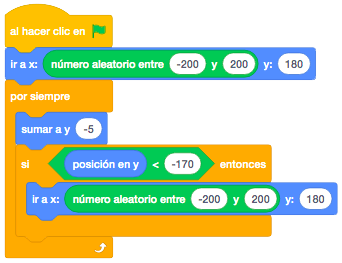 al hacer clic en
ir a x: número aleatorio entre -200 y 200 y: 180
por siempre
sumar a y -5
si posición en y < -170 entonces
ir a x: número aleatorio entre -200 y 200 y: 180